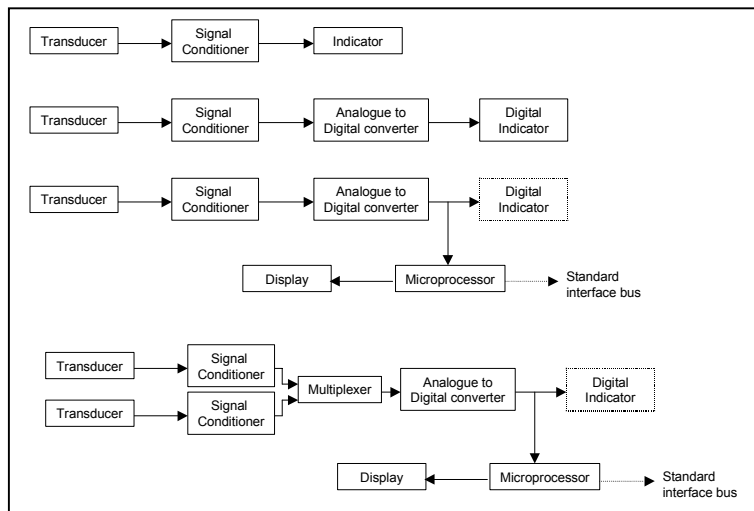 Transducer
Signal
Conditioner
Indicator
Transducer
Signal
Conditioner
Analogue to
Digital converter
Digital
Indicator
Transducer
Signal
Conditioner
Analogue to
Digital converter
Digital
Indicator
Display
Microprocessor
Standard
interface bus
Transducer
Signal
Conditioner
Transducer
Signal
Conditioner
Multiplexer
Analogue to
Digital converter
Digital
Indicator
Display
Microprocessor
Standard
interface bus